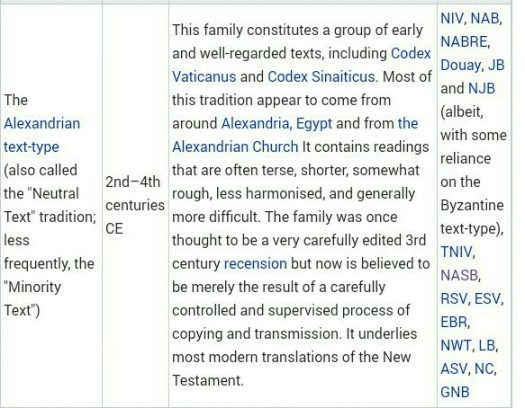 The
Alexandrian
text-type
(also called
the "Neutral
Text" tradition;
less
frequently, the
"Minority
Text")
2nd–4th
centuries
CE
This family constitutes a group of early
and well-regarded texts, including Codex
Vaticanus and Codex Sinaiticus. Most of
this tradition appear to come from
around Alexandria, Egypt and from the
Alexandrian Church It contains readings
that are often terse, shorter, somewhat
rough, less harmonised, and generally
more difficult. The family was once
thought to be a very carefully edited 3rd
century recension but now is believed to
be merely the result of a carefully
controlled and supervised process of
copying and transmission. It underlies
most modern translations of the New
Testament.
NIV, NAB,
NABRE,
Douay, JB
and NJB
(albeit,
with some
reliance
on the
Byzantine
text-type),
TNIV,
NASB,
RSV, ESV,
EBR,
NWT, LB,
ASV, NC,
GNB